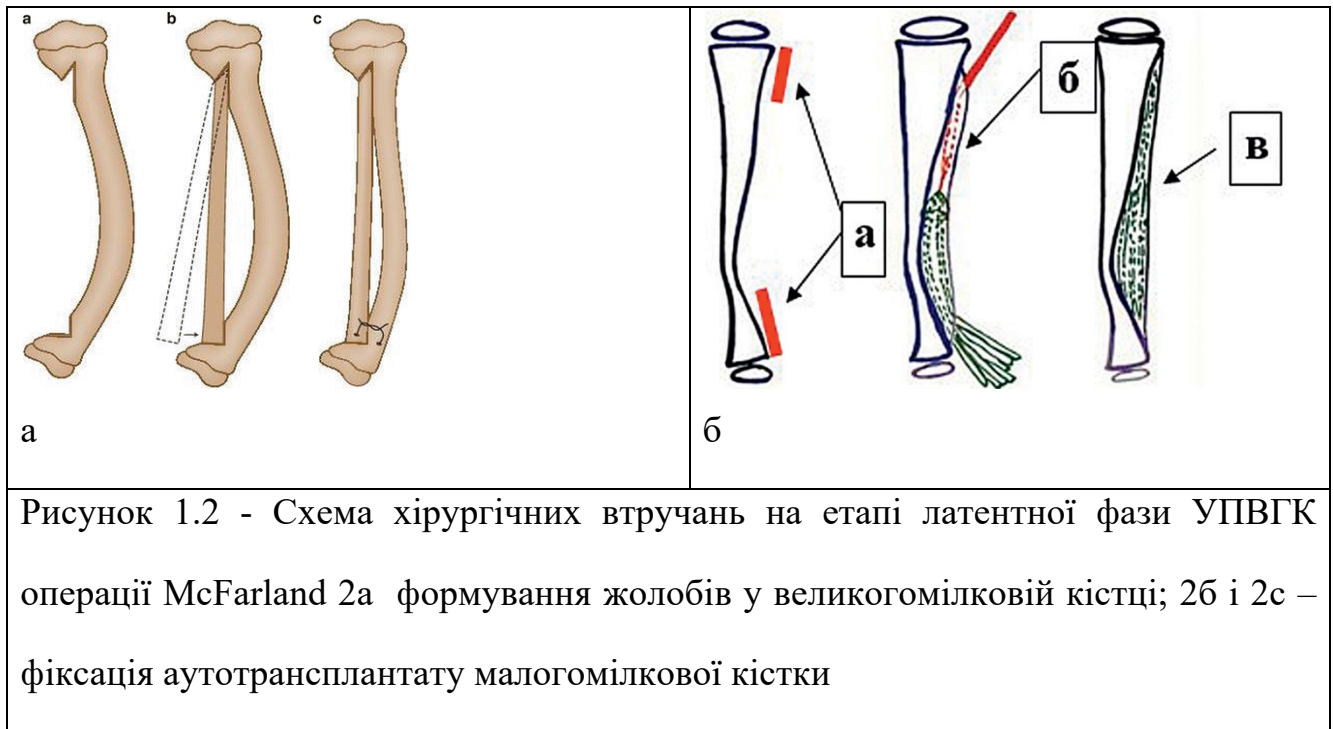 a b c
б
в
а
а
б
Рисунок 1.2 - Схема хірургічних втручань на етапі латентної фази УПВГК
операції McFarland 2а формування жолобів у великогомілковій кістці; 2б і 2с –
фіксація аутотрансплантату малогомілкової кістки